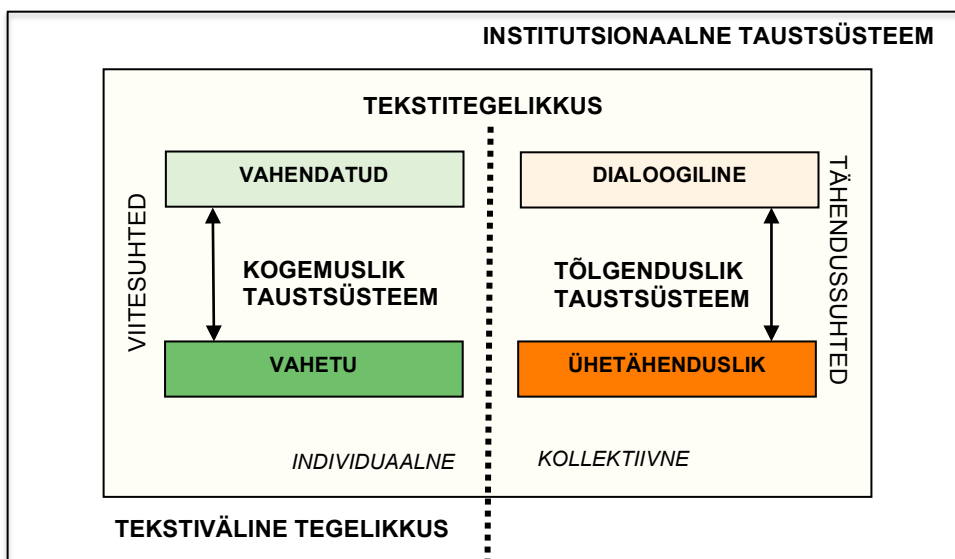 INSTITUTSIONAALNE TAUSTSÜSTEEM
TEKSTITEGELIKKUS
VAHENDATUD
DIALOOGILINE
VIITESUHTED
KOGEMUSLIK
TAUSTSÜSTEEM
TÕLGENDUSLIK
TAUSTSÜSTEEM
TÄHENDUSSUHTED
VAHETU
ÜHETÄHENDUSLIK
INDIVIDUAALNE
KOLLEKTIIVNE
TEKSTIVÄLINE TEGELIKKUS